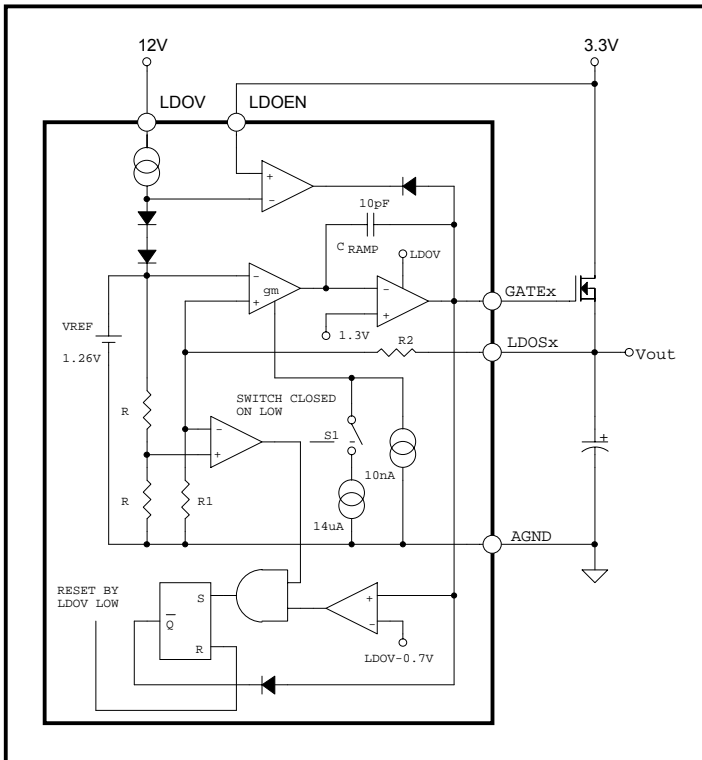 12V
3.3V
LDOV
LDOEN
+
−
10pF
C RAMP
LDOV
−
gm
+
−
+
GATEx
1.3V
VREF
1.26V
R2
LDOSx
Vout
SWITCH CLOSED
ON LOW
R
S1
−
+
+
10nA
R
R1
14uA
AGND
RESET BY
LDOV LOW
S
Q
R
+
−
LDOV-0.7V